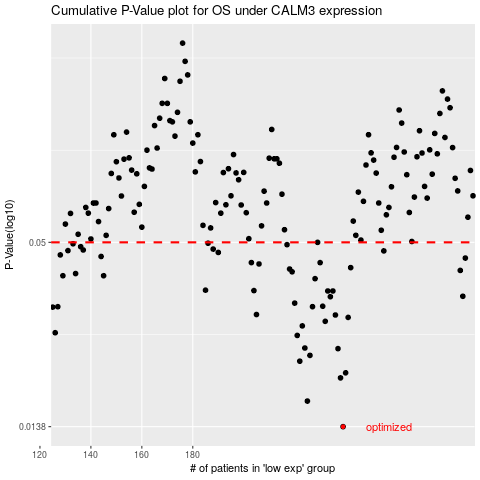 Cumulative P-Value plot for OS under CALM3 expression
P-Value(log10)
0.05
0.0138
optimized
120 140 160 180
# of patients in 'low exp' group